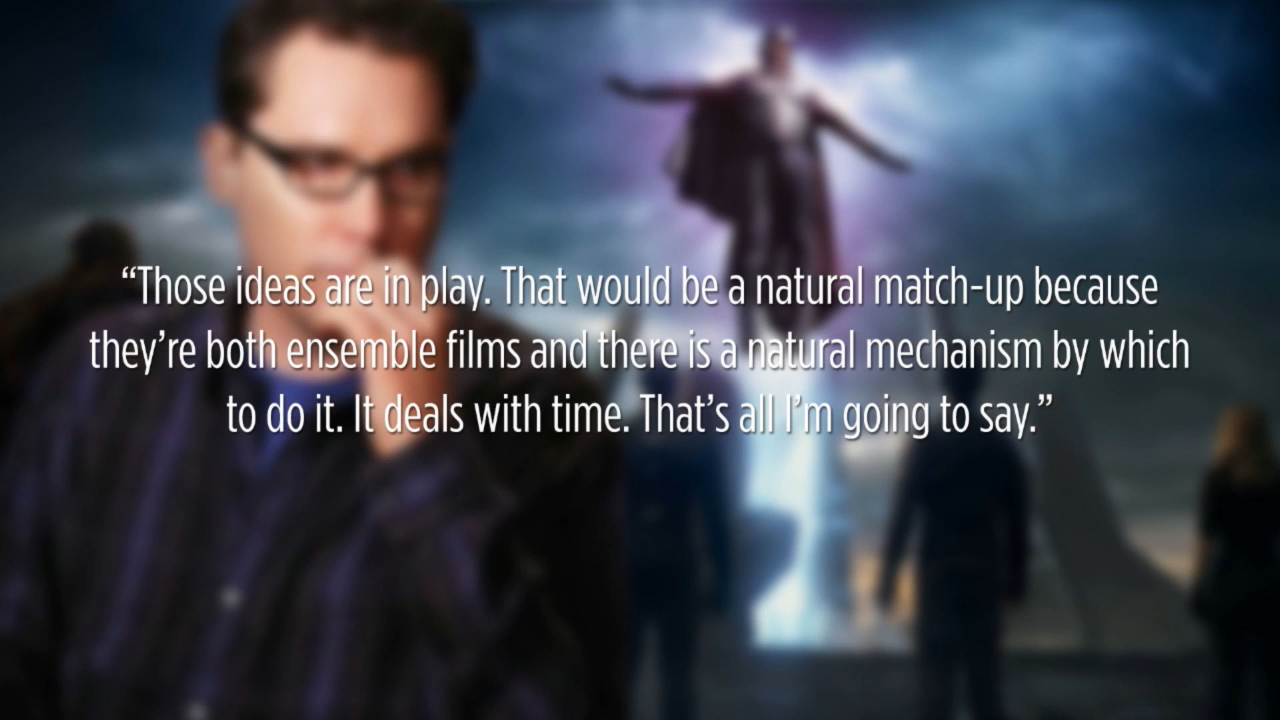 “Those ideas are in play. That would be a natural match-up because
they’re both ensemble films and there is a natural mechanism by which
to do it. It deals with time. That’s all I’m going to say.”